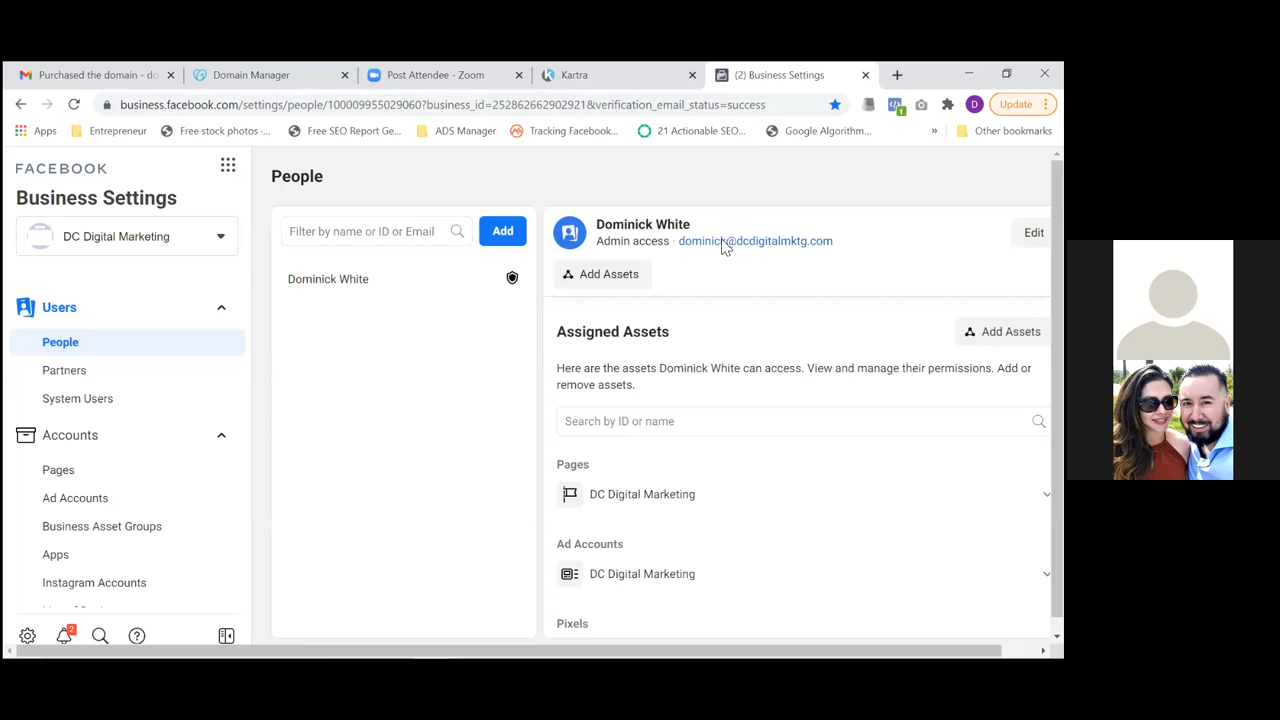 Purchased the domain - do
Domain Manager
Post Attendee - Zoom
Kartra
(2) Business Settings
business.facebook.com/settings/people/100009955029060?business_id=252862662902921&verification_email_status=success
1
D
Update
Apps
Entrepreneur
Free stock photos -...
Free SEO Report Ge...
ADS Manager
Tracking Facebook...
21 Actionable SEO...
Google Algorithm...
»
Other bookmarks
FACEBOOK
Business Settings
DC Digital Marketing
Users
People
Partners
System Users
Accounts
Pages
Ad Accounts
Business Asset Groups
Apps
Instagram Accounts
2
People
Filter by name or ID or Email
Add
Dominick White
Dominick White
Admin access · dominick@dcdigitalmktg.com
Edit
Add Assets
Assigned Assets
Add Assets
Here are the assets Dominick White can access. View and manage their permissions. Add or
remove assets.
Search by ID or name
Pages
DC Digital Marketing
Ad Accounts
DC Digital Marketing
Pixels